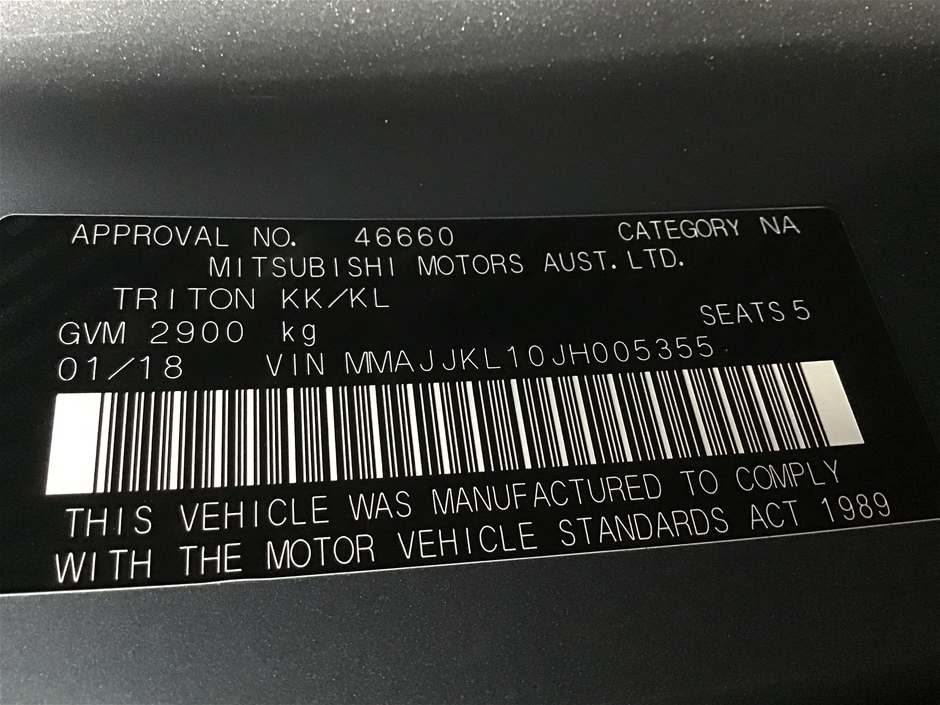 APPROVAL NO. 46660 CATEGORY NA
MITSUBISHI MOTORS AUST.LTD.
TRITON KK/KL
GVM 2900 kg SEATS 5
01/18 VIN MMAJJKL10JH005355
THIS VEHICLE WAS MANUFACTURED TO COMPLY
WITH THE MOTOR VEHICLE STANDARDS ACT 1989